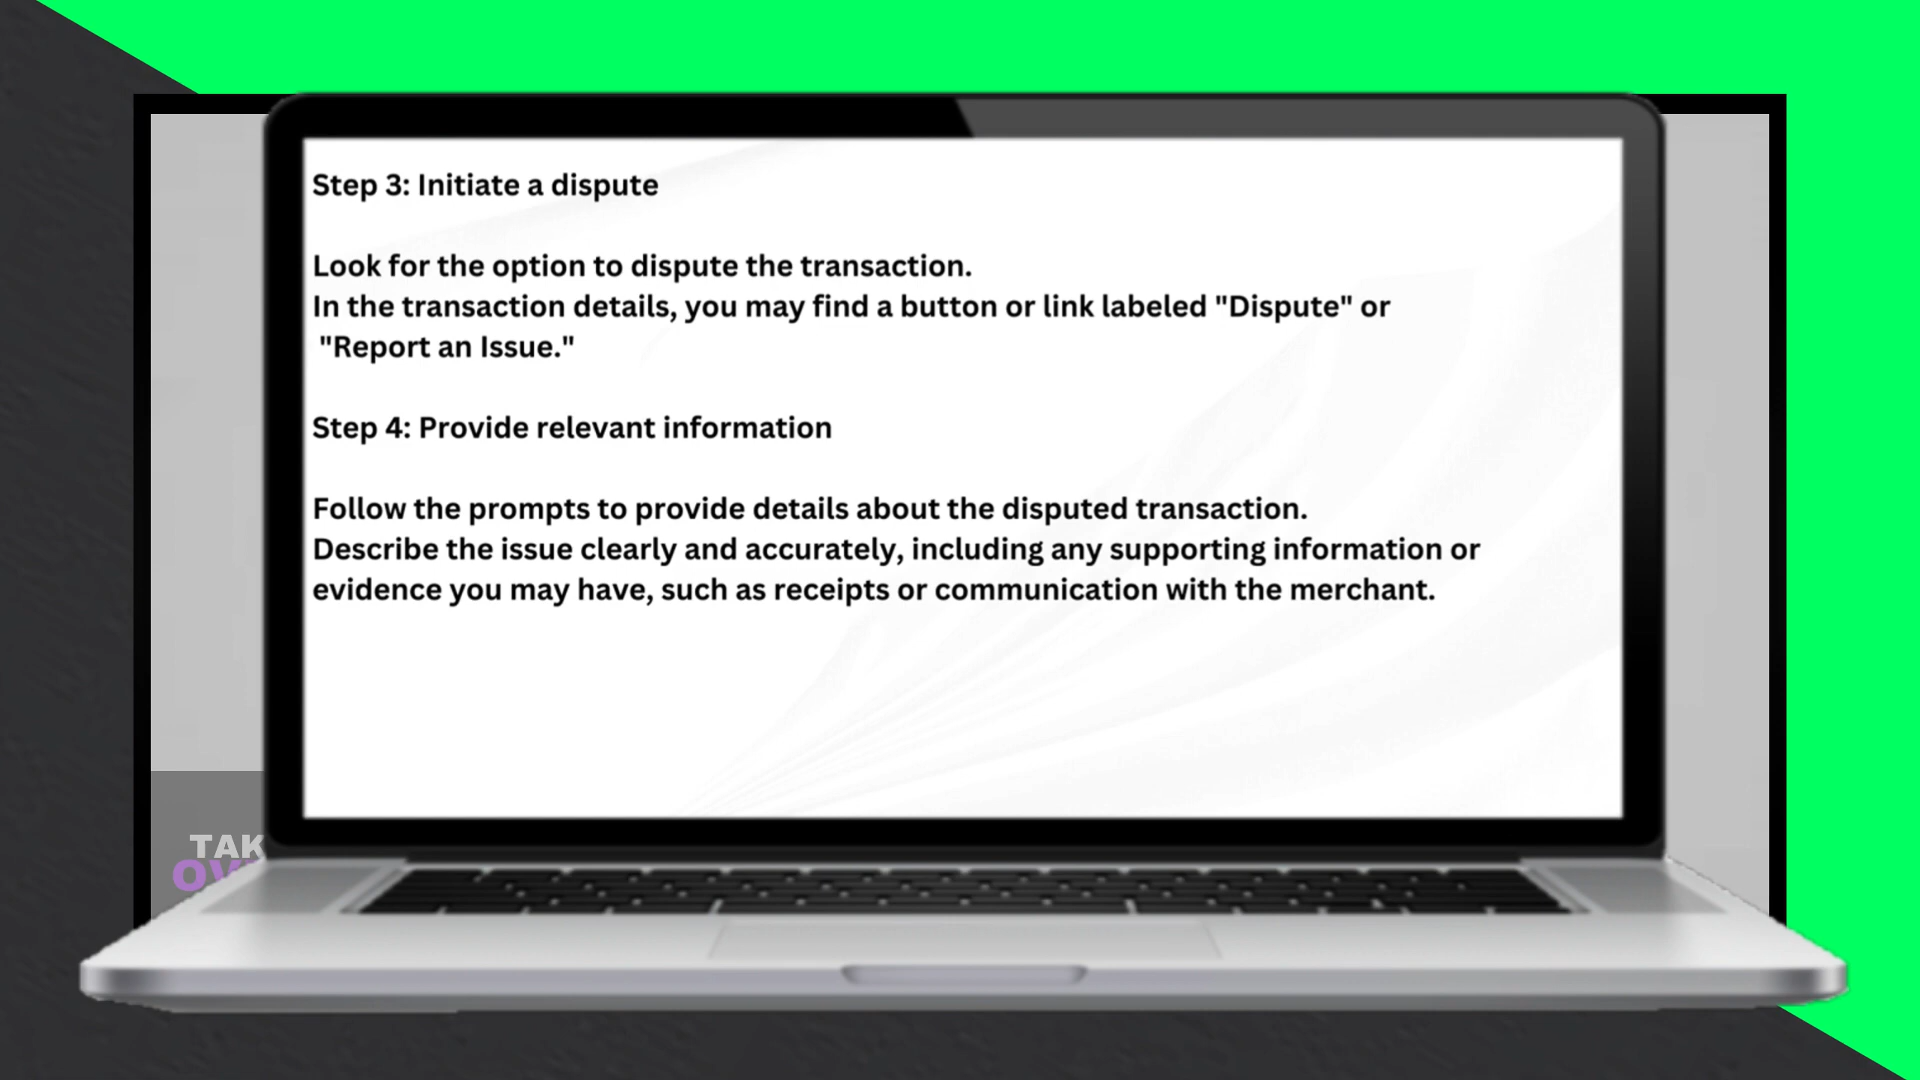 Step 3: Initiate a dispute
Look for the option to dispute the transaction.
In the transaction details, you may find a button or link labeled "Dispute" or
"Report an Issue."
Step 4: Provide relevant information
Follow the prompts to provide details about the disputed transaction.
Describe the issue clearly and accurately, including any supporting information or
evidence you may have, such as receipts or communication with the merchant.